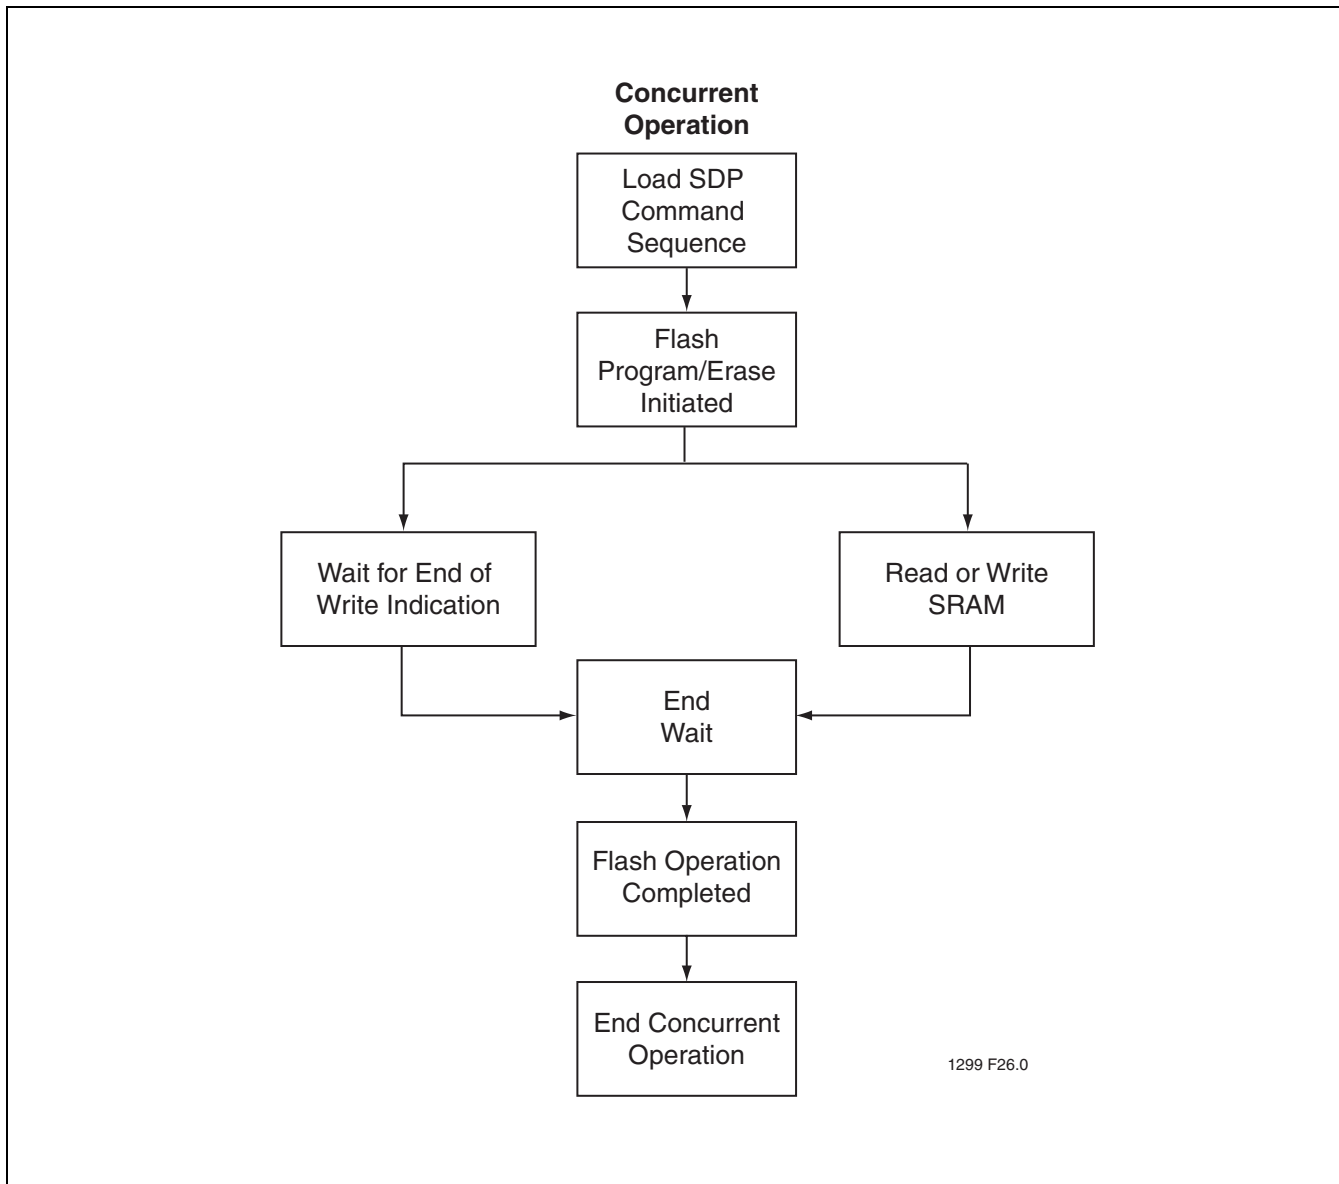 Concurrent
Operation
Load SDP
Command
Sequence
Flash
Program/Erase
Initiated
Wait for End of
Write Indication
Read or Write
SRAM
End
Wait
Flash Operation
Completed
End Concurrent
Operation
1299 F26.0